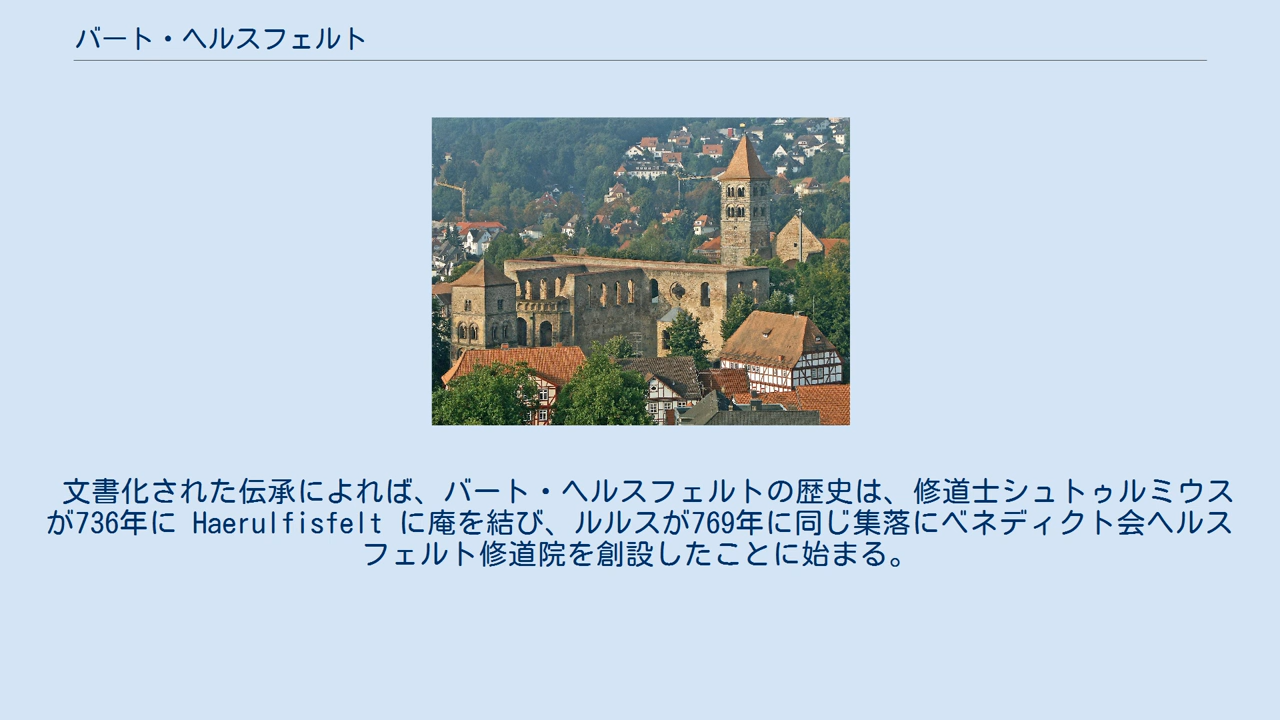 バート・ヘルスフェルト
文書化された伝承によれば、バート・ヘルスフェルトの歴史は、修道士シュトゥルミウス
が736年に Haerulfisfelt に庵を結び、ルルスが769年に同じ集落にベネディクト会ヘルス
フェルト修道院を創設したことに始まる。